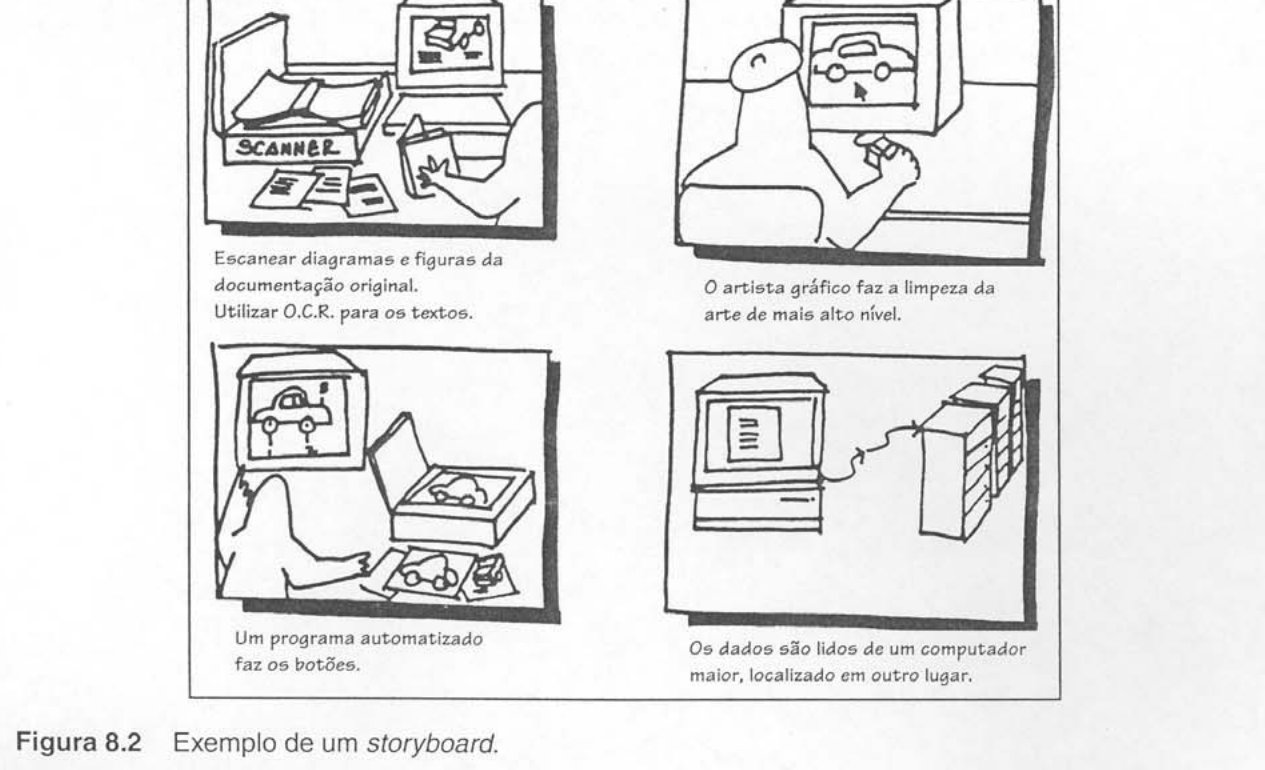 SCANNER
Escanear diagramas e figuras da
documentação original.
Utilizar O.C.R. para os textos.
O artista gráfico faz a limpeza da
arte de mais alto nível.
Um programa automatizado
faz os botões.
Os dados são lidos de um computador
maior, localizado em outro lugar.
Figura 8.2 Exemplo de um storyboard.